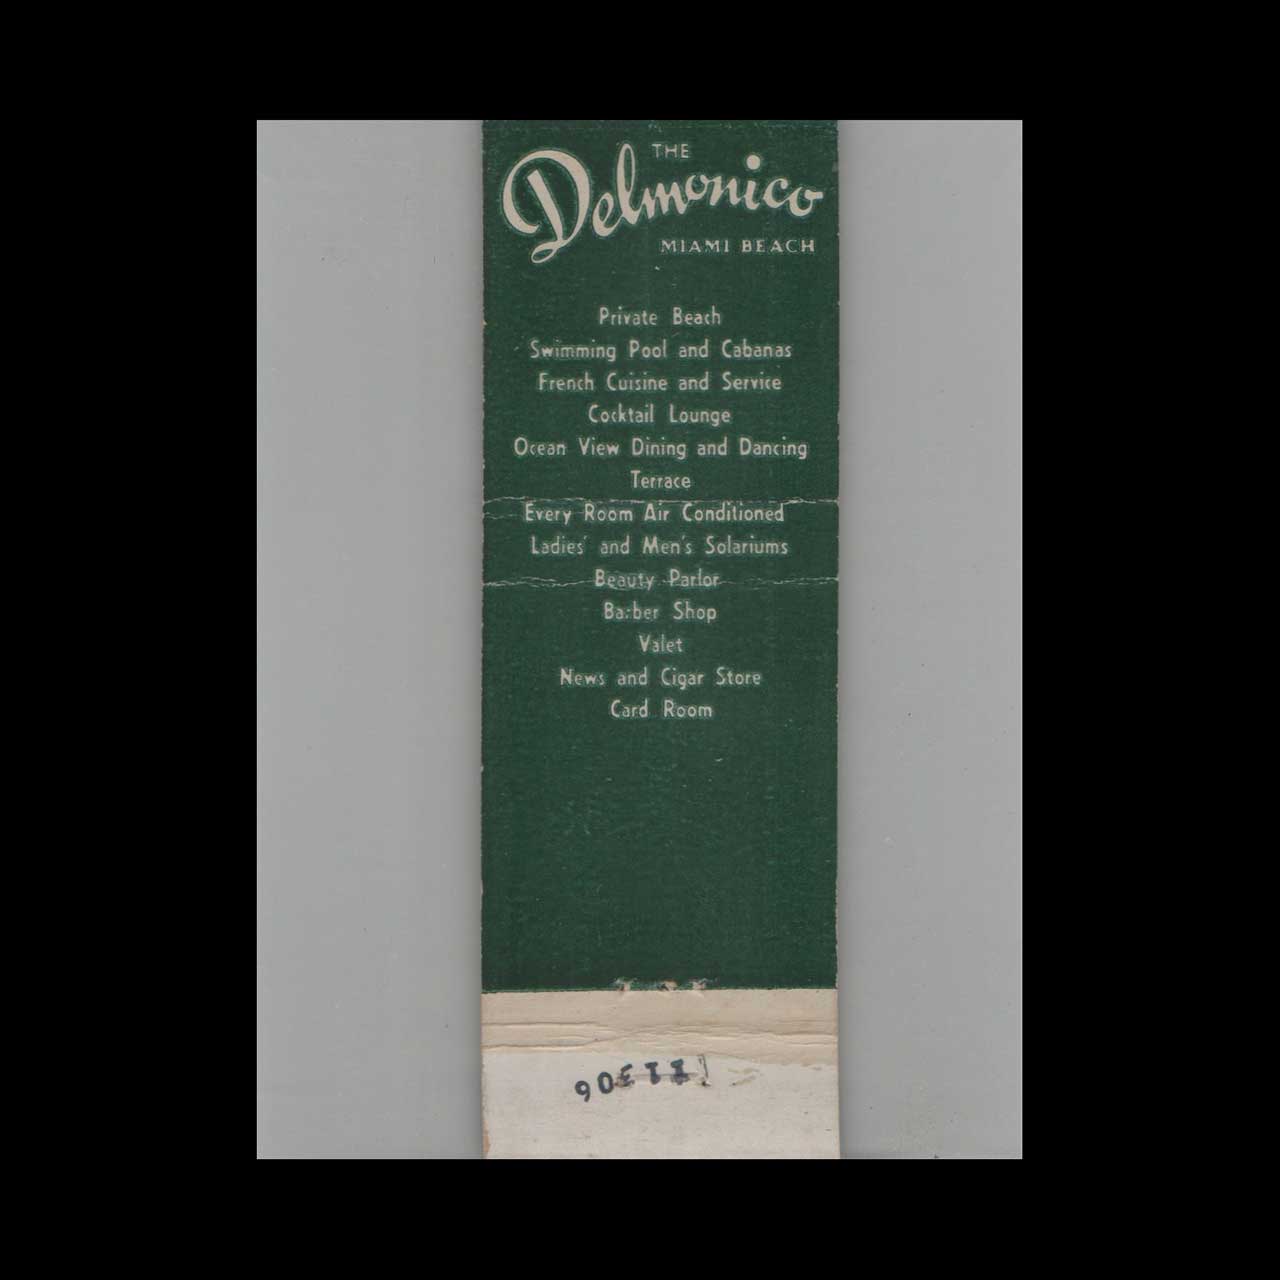 THE
Delmonico
MIAMI BEACH
Private Beach
Swimming Pool and Cabanas
French Cuisine and Service
Cocktail Lounge
Ocean View Dining and Dancing
Terrace
Every Room Air Conditioned
Ladies' and Men's Solariums
Beauty Parlor
Barber Shop
Valet
News and Cigar Store
Card Room